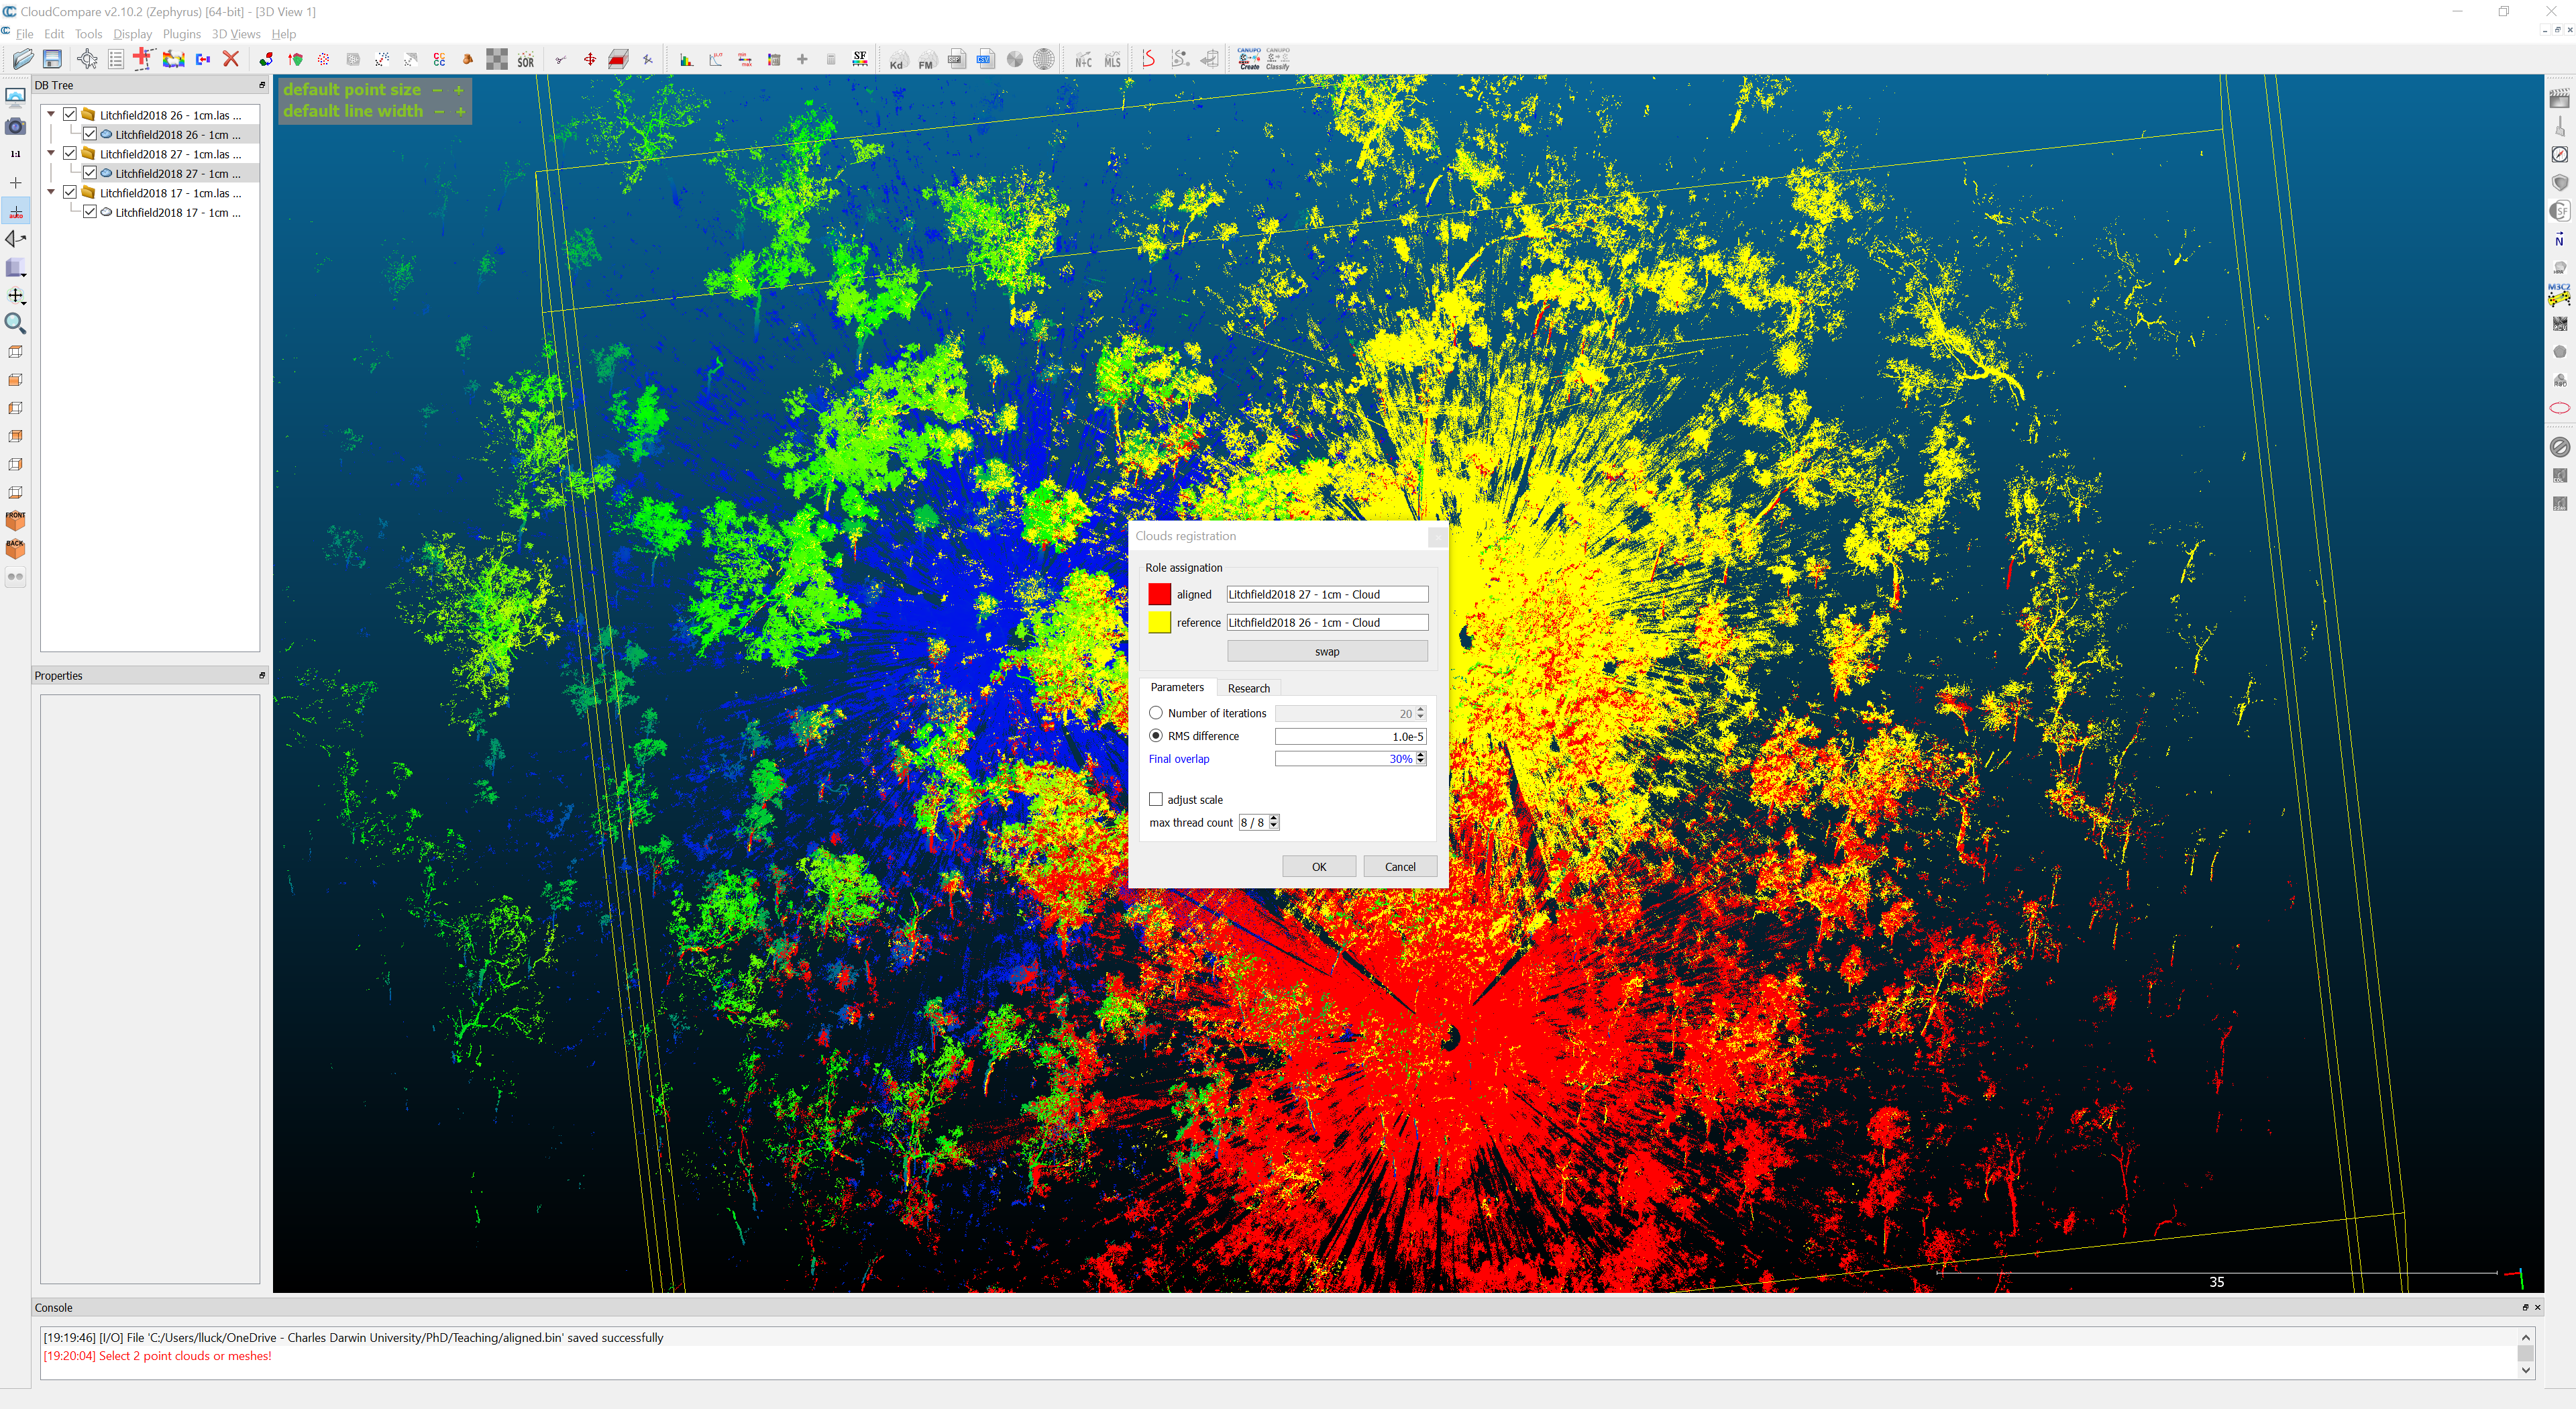 CloudCompare v2.10.2 (Zephyrus) [64-bit] - [3D View 1]
File Edit Tools Display Plugins 3D Views Help
SOR
SF
Kd
FM
CSV
N+C
MLS
CANUPO Create
CANUPO Classify
DB Tree
Litchfield2018 26 - 1cm.las ...
Litchfield2018 26 - 1cm ...
Litchfield2018 27 - 1cm.las ...
Litchfield2018 27 - 1cm ...
Litchfield2018 17 - 1cm.las ...
Litchfield2018 17 - 1cm ...
1:1
auto
FRONT
BACK
Properties
default point size - +
default line width - +
Clouds registration
Role assignation
aligned Litchfield2018 27 - 1cm - Cloud
reference Litchfield2018 26 - 1cm - Cloud
swap
Parameters Research
Number of iterations 20
RMS difference 1.0e-5
Final overlap 30%
adjust scale
max thread count 8 / 8
OK Cancel
SF
N
M3C2
35
Console
[19:19:46] [I/O] File 'C:/Users/lluck/OneDrive - Charles Darwin University/PhD/Teaching/aligned.bin' saved successfully
[19:20:04] Select 2 point clouds or meshes!